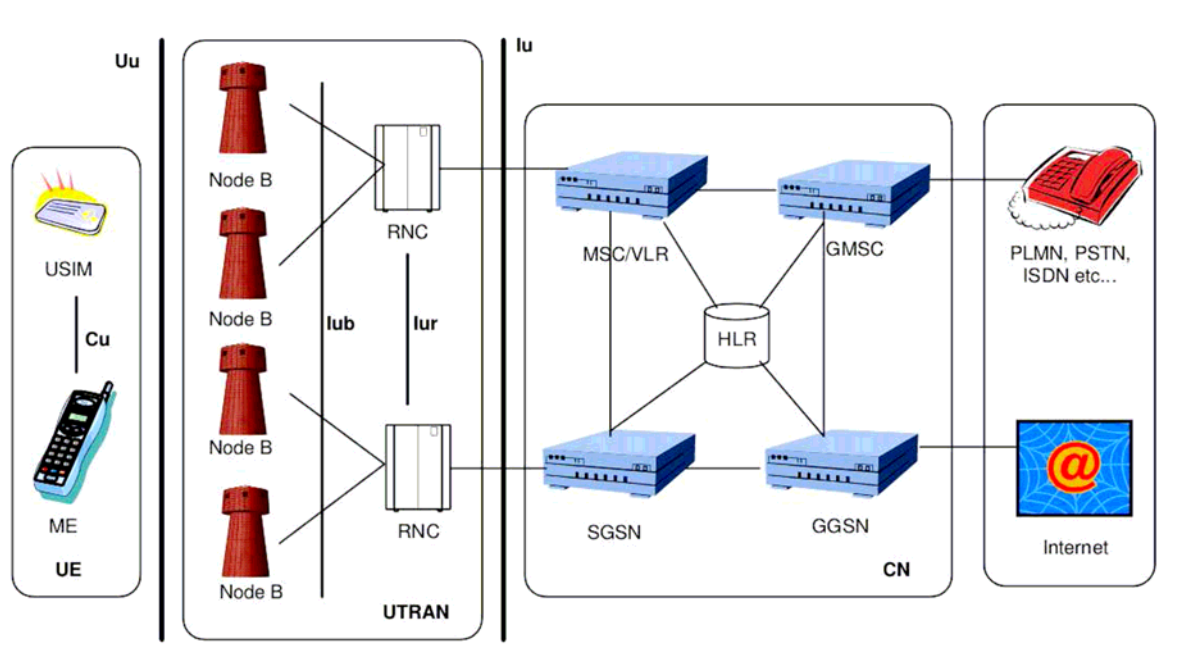 Uu
USIM
Cu
ME
UE
Node B
Node B
Node B
Node B
Iub
RNC
Iur
RNC
UTRAN
Iu
MSC/VLR
GMSC
HLR
SGSN
GGSN
CN
PLMN, PSTN,
ISDN etc...
@
Internet